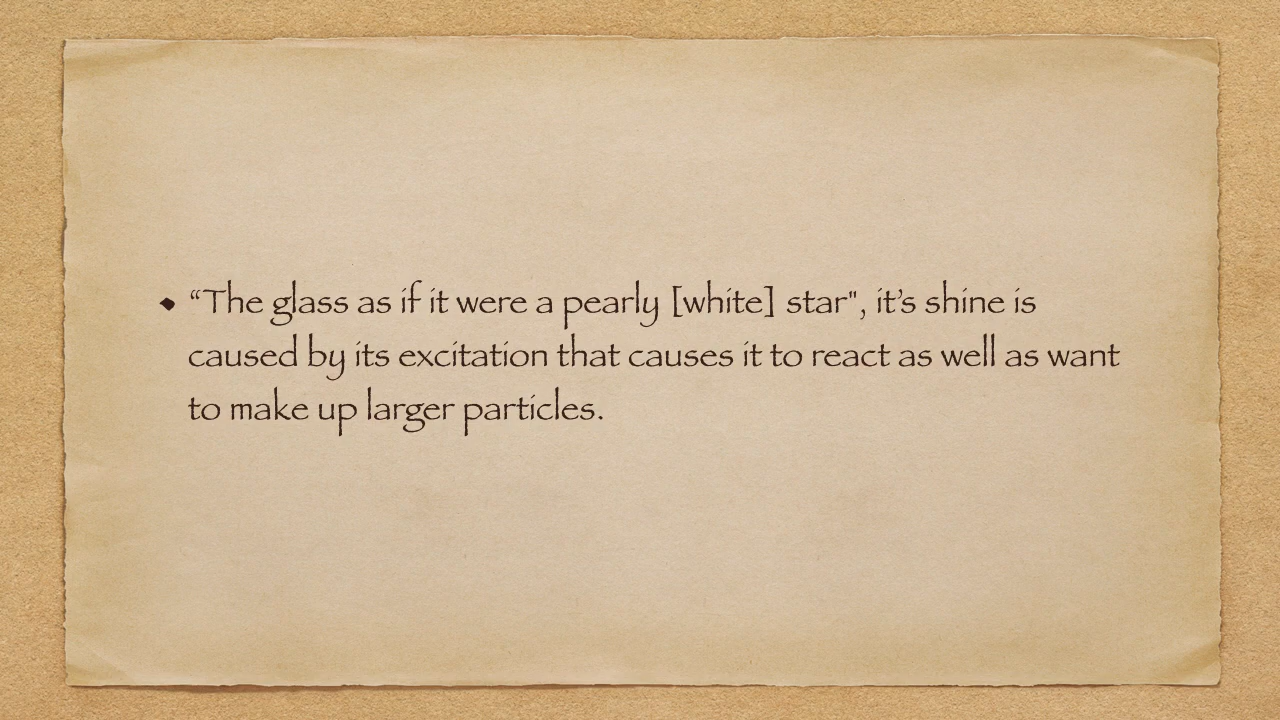 • “The glass as if it were a pearly [white] star", it’s shine is
caused by its excitation that causes it to react as well as want
to make up larger particles.